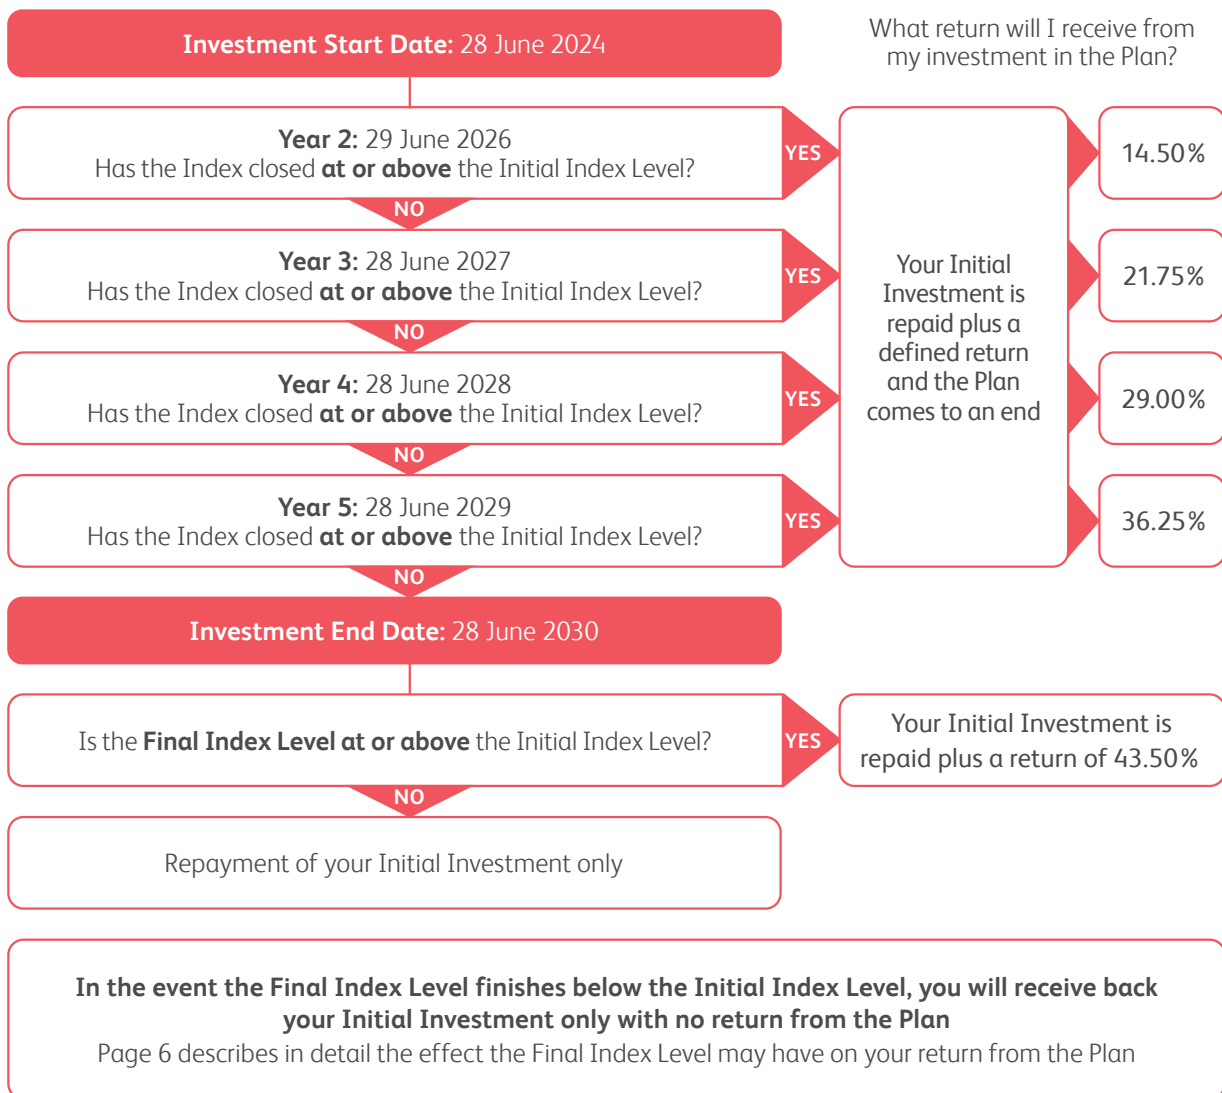 Investment Start Date: 28 June 2024
What return will I receive from
my investment in the Plan?
Year 2: 29 June 2026
Has the Index closed at or above the Initial Index Level?
YES
14.50%
NO
Year 3: 28 June 2027
Has the Index closed at or above the Initial Index Level?
YES
21.75%
NO
Your Initial
Investment is
repaid plus a
defined return
and the Plan
comes to an end
Year 4: 28 June 2028
Has the Index closed at or above the Initial Index Level?
YES
29.00%
NO
Year 5: 28 June 2029
Has the Index closed at or above the Initial Index Level?
YES
36.25%
NO
Investment End Date: 28 June 2030
Is the Final Index Level at or above the Initial Index Level?
YES
Your Initial Investment is
repaid plus a return of 43.50%
NO
Repayment of your Initial Investment only
In the event the Final Index Level finishes below the Initial Index Level, you will receive back
your Initial Investment only with no return from the Plan
Page 6 describes in detail the effect the Final Index Level may have on your return from the Plan